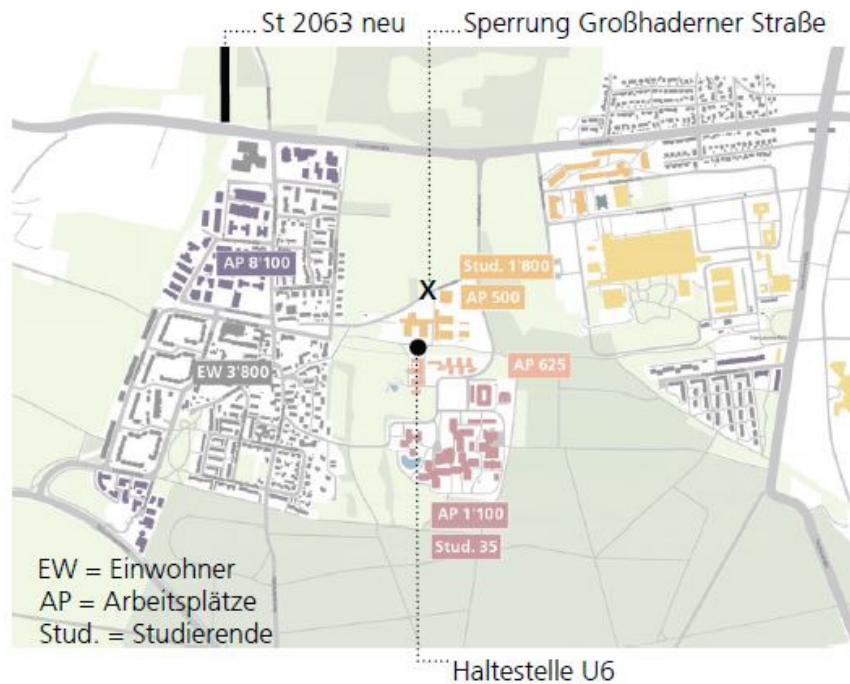 St 2063 neu
Sperrung Großhaderner Straße
AP 8'100
Stud. 1'800
X
AP 500
EW 3'800
AP 625
AP 1'100
Stud. 35
EW = Einwohner
AP = Arbeitsplätze
Stud. = Studierende
Haltestelle U6